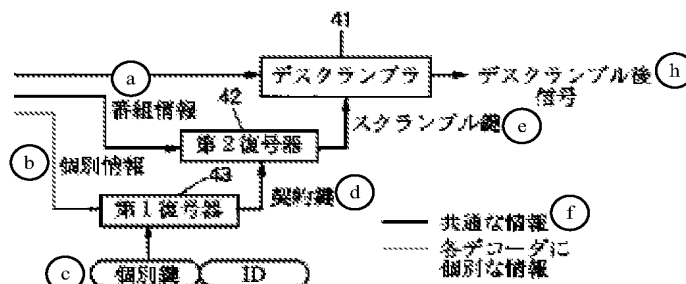 41
ⓐ
デスクランブラ
デスクランブル後
信号
ⓗ
番組情報
42
スクランブル鍵
ⓔ
第2復号器
ⓑ
個別情報
43
契約鍵
ⓓ
第1復号器
共通な情報
ⓕ
各デコーダに
個別な情報
ⓒ
個別鍵
ID